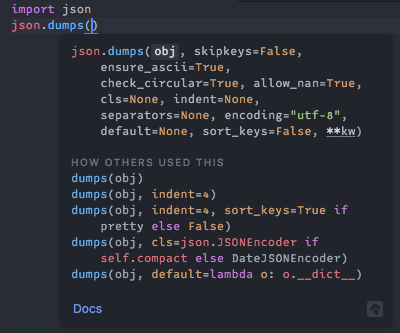 import json
json.dumps()
json.dumps(obj, skipkeys=False,
ensure_ascii=True,
check_circular=True, allow_nan=True,
cls=None, indent=None,
separators=None, encoding="utf-8",
default=None, sort_keys=False, **kw)
HOW OTHERS USED THIS
dumps(obj)
dumps(obj, indent=4)
dumps(obj, indent=4, sort_keys=True if
pretty else False)
dumps(obj, cls=json.JSONEncoder if
self.compact else DateJSONEncoder)
dumps(obj, default=lambda o: o.__dict__)
Docs